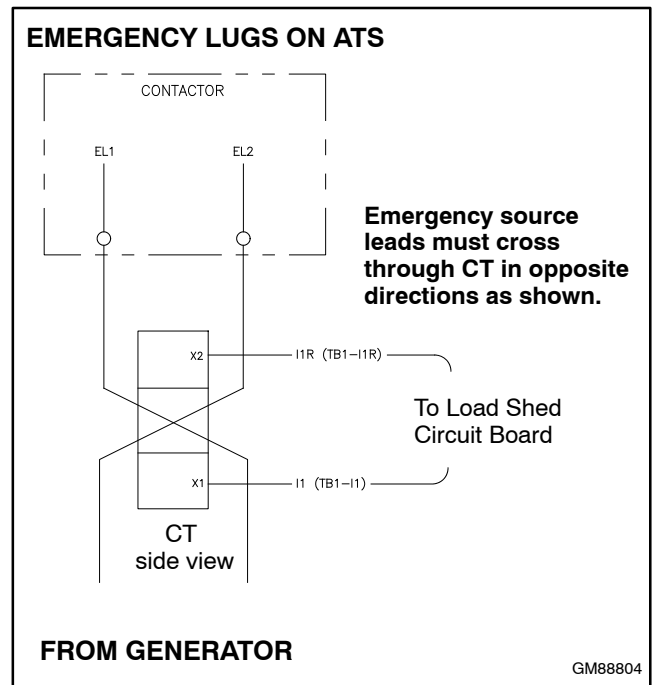 EMERGENCY LUGS ON ATS
CONTACTOR
EL1
EL2
Emergency source
leads must cross
through CT in opposite
directions as shown.
X2
I1R (TB1-I1R)
To Load Shed
Circuit Board
X1
I1 (TB1-I1)
CT
side view
FROM GENERATOR
GM88804